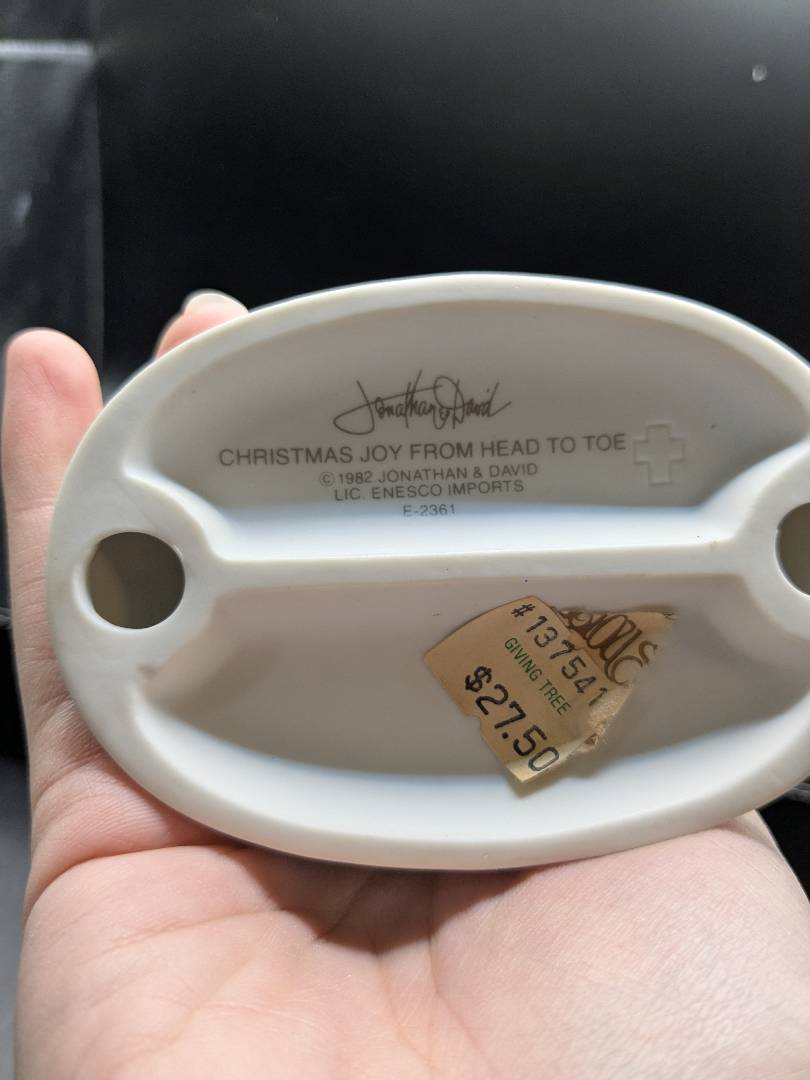 Jonathan & David
CHRISTMAS JOY FROM HEAD TO TOE
© 1982 JONATHAN & DAVID
LIC. ENESCO IMPORTS
E-2361
#137541
GIVING TREE
$27.50